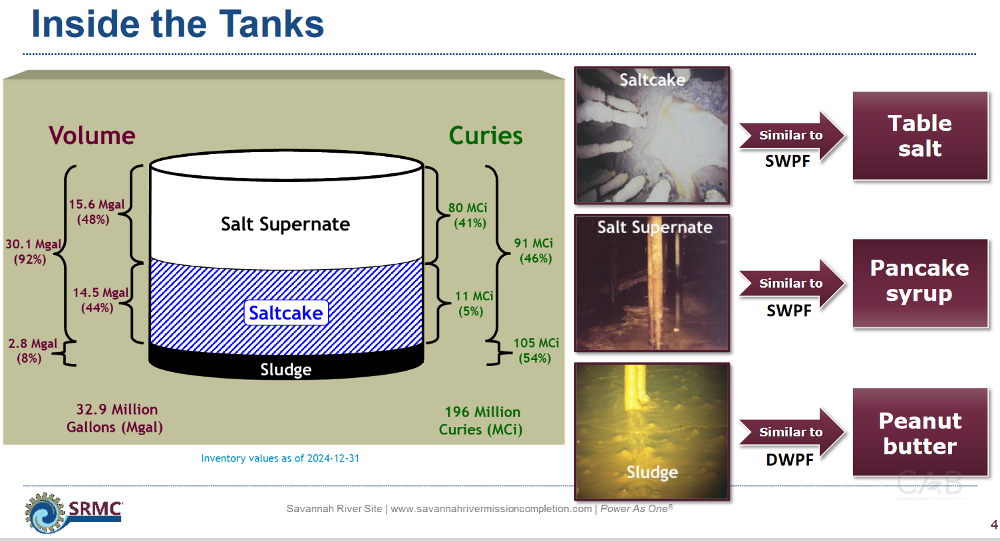 Inside the Tanks
Volume
Curies
15.6 Mgal
(48%)
30.1 Mgal
(92%)
14.5 Mgal
(44%)
2.8 Mgal
(8%)
Salt Supernate
Saltcake
Sludge
80 MCi
(41%)
91 MCi
(46%)
11 MCi
(5%)
105 MCi
(54%)
32.9 Million
Gallons (Mgal)
196 Million
Curies (MCi)
Inventory values as of 2024-12-31
Saltcake
Similar to
SWPF
Table
salt
Salt Supernate
Similar to
SWPF
Pancake
syrup
Sludge
Similar to
DWPF
Peanut
butter
CAB
SRMC
Savannah River Site | www.savannahrivermissioncompletion.com | Power As One®
4